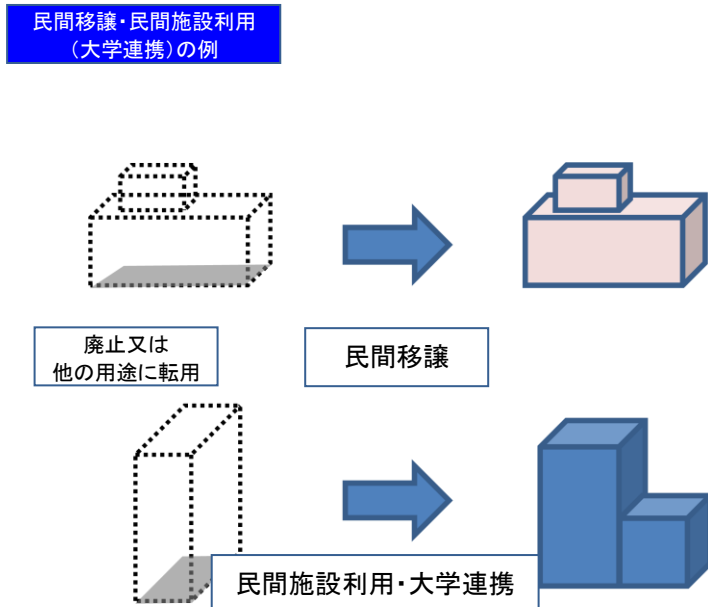 民間移譲・民間施設利用
（大学連携）の例
廃止又は
他の用途に転用
民間移譲
民間施設利用・大学連携